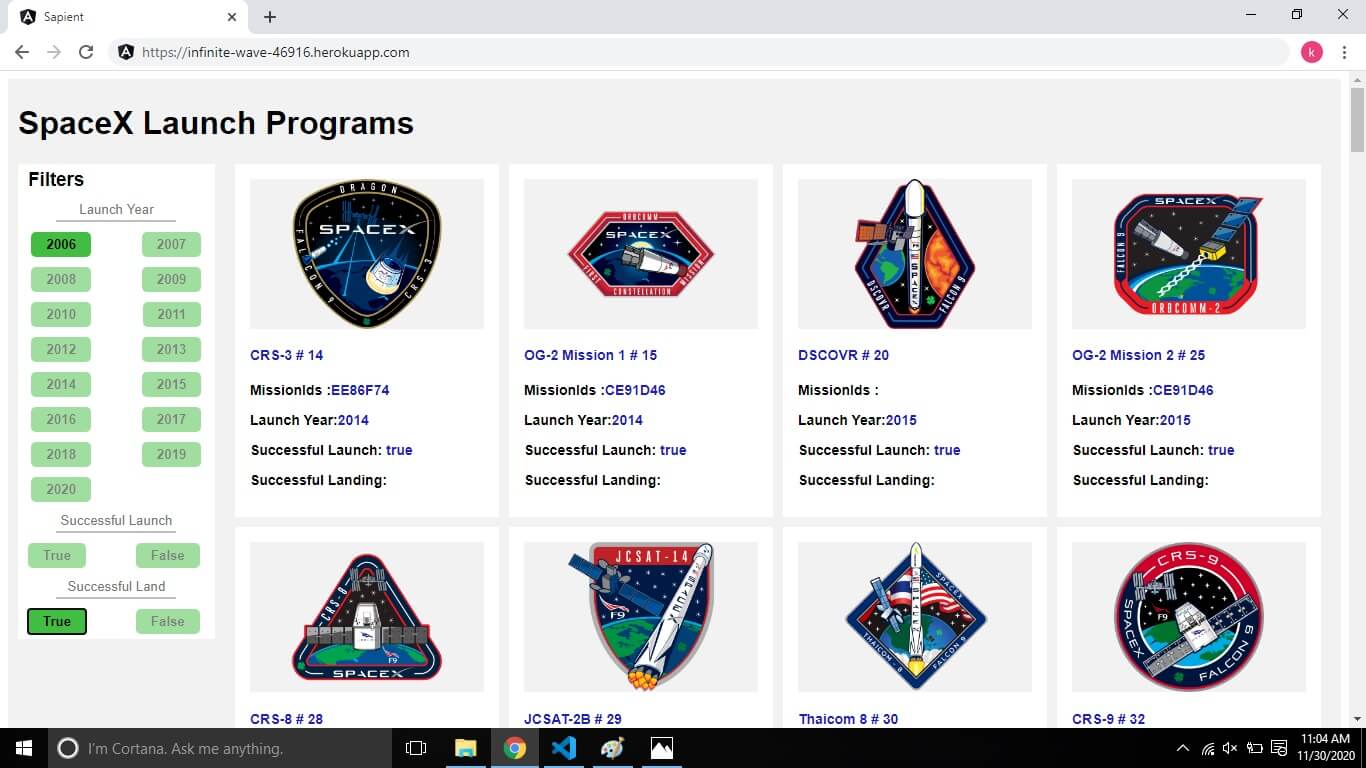 Sapient
https://infinite-wave-46916.herokuapp.com
k
SpaceX Launch Programs
Filters
Launch Year
2006 2007
2008 2009
2010 2011
2012 2013
2014 2015
2016 2017
2018 2019
2020
Successful Launch
True False
Successful Land
True False
DRAGON
SPACEX
FALCON 9
CRS-3
CRS-3 # 14
MissionIds :EE86F74
Launch Year:2014
Successful Launch: true
Successful Landing:
ORBCOMM
SPACEX
FIRST
CONSTELLATION
MISSION
OG-2 Mission 1 # 15
MissionIds :CE91D46
Launch Year:2014
Successful Launch: true
Successful Landing:
SPACEX
DSCOVR
FALCON 9
DSCOVR # 20
MissionIds :
Launch Year:2015
Successful Launch: true
Successful Landing:
SPACEX
FALCON 9
ORBCOMM-2
OG-2 Mission 2 # 25
MissionIds :CE91D46
Launch Year:2015
Successful Launch: true
Successful Landing:
CRS-8
F9
SPACEX
CRS-8 # 28
JCSAT-14
SPACEX
F9
JCSAT-2B # 29
SPACEX
SPACEX
THAICOM-8
FALCON 9
Thaicom 8 # 30
CRS-9
SPACEX
F9
FALCON 9
CRS-9 # 32
I'm Cortana. Ask me anything.
11:04 AM
11/30/2020